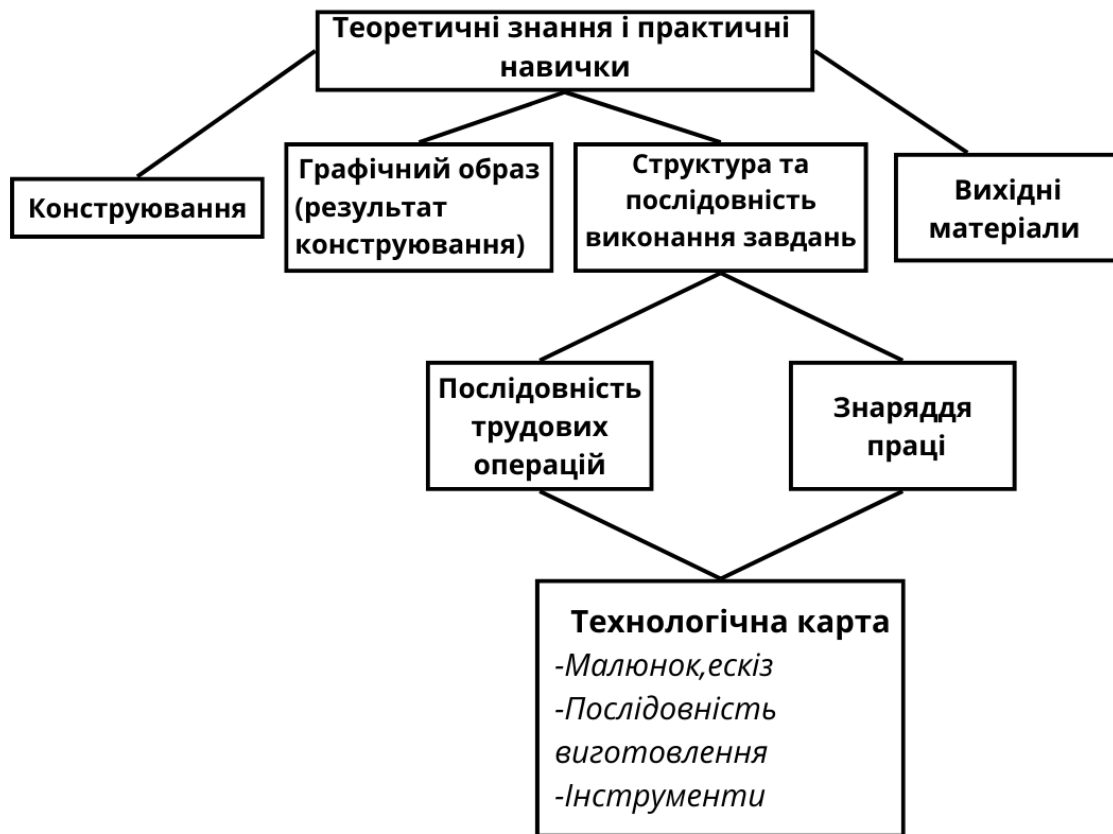 Теоретичні знання і практичні
навички
Конструювання
Графічний образ
(результат
конструювання)
Структура та
послідовність
виконання завдань
Вихідні
матеріали
Послідовність
трудових
операцій
Знаряддя
праці
Технологічна карта
-Малюнок,ескіз
-Послідовність
виготовлення
-Інструменти